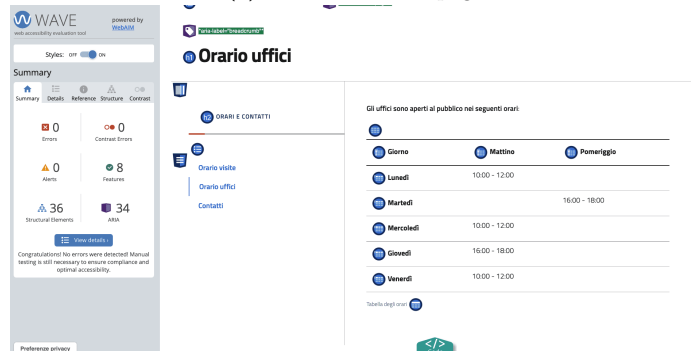 WAVE
powered by
WebAIM
web accessibility evaluation tool
Styles: OFF ON
Summary
Summary Details Reference Structure Contrast
0
Errors
0
Contrast Errors
0
Alerts
8
Features
36
Structural Elements
34
ARIA
View details ›
Congratulations! No errors were detected! Manual
testing is still necessary to ensure compliance and
optimal accessibility.
Preferenze privacy
*aria-label="breadcrumb"*
h1 Orario uffici
h2 ORARI E CONTATTI
Orario visite
Orario uffici
Contatti
Gli uffici sono aperti al pubblico nei seguenti orari:
Giorno Mattino Pomeriggio
Lunedì 10:00 - 12:00
Martedì 16:00 - 18:00
Mercoledì 10:00 - 12:00
Giovedì 16:00 - 18:00
Venerdì 10:00 - 12:00
Tabella degli orari
</>